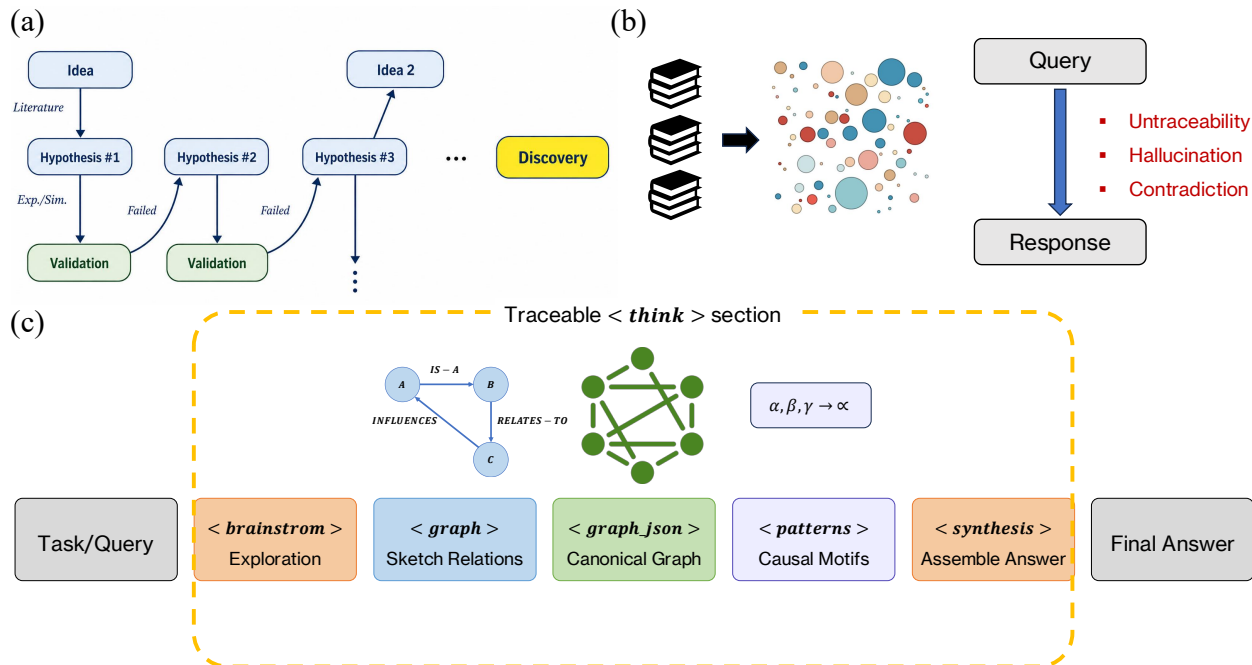 (a)
Idea
Idea 2
Literature
Hypothesis #1
Hypothesis #2
Hypothesis #3
...
Discovery
Exp./Sim.
Failed
Failed
Validation
Validation
(b)
Query
▪ Untraceability
▪ Hallucination
▪ Contradiction
Response
(c)
Traceable < think > section
A
IS – A
B
INFLUENCES
RELATES – TO
C
α, β, γ → ∝
Task/Query
< brainstrom >
Exploration
< graph >
Sketch Relations
< graph_json >
Canonical Graph
< patterns >
Causal Motifs
< synthesis >
Assemble Answer
Final Answer